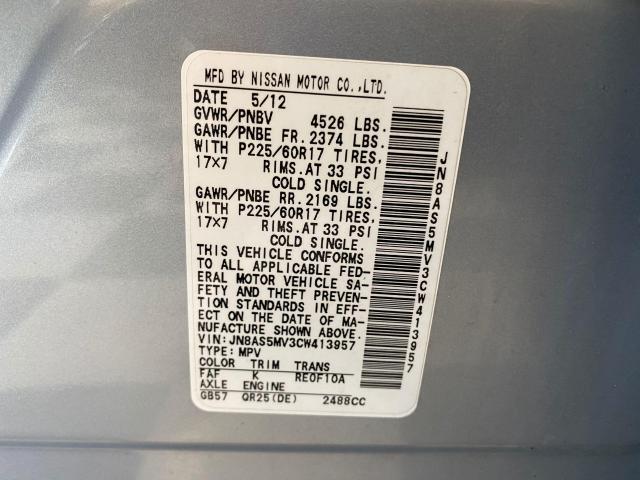 MFD BY NISSAN MOTOR CO.,LTD.
DATE 5/12
GVWR/PNBV 4526 LBS.
GAWR/PNBE FR. 2374 LBS.
WITH P225/60R17 TIRES,
17×7 RIMS.AT 33 PSI
COLD SINGLE.
GAWR/PNBE RR. 2169 LBS.
WITH P225/60R17 TIRES,
17×7 RIMS.AT 33 PSI
COLD SINGLE.
THIS VEHICLE CONFORMS
TO ALL APPLICABLE FED-
ERAL MOTOR VEHICLE SA-
FETY AND THEFT PREVEN-
TION STANDARDS IN EFF-
ECT ON THE DATE OF MA-
NUFACTURE SHOWN ABOVE.
VIN: JN8AS5MV3CW413957
TYPE: MPV
COLOR TRIM TRANS
FAF K RE0F10A
AXLE ENGINE
GB57 QR25(DE) 2488CC
JN8AS5MV3CW413957